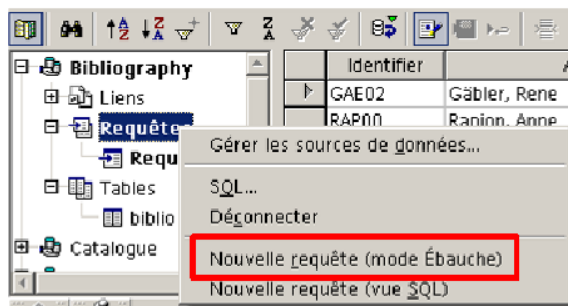 Bibliography
Identifier
Liens
GAE02 Gäbler, Rene
Requête
RAP00 Rapion, Anne
Requ
Gérer les sources de données...
Tables
SQL...
biblio
Déconnecter
Catalogue
Nouvelle requête (mode Ébauche)
Nouvelle requête (vue SQL)